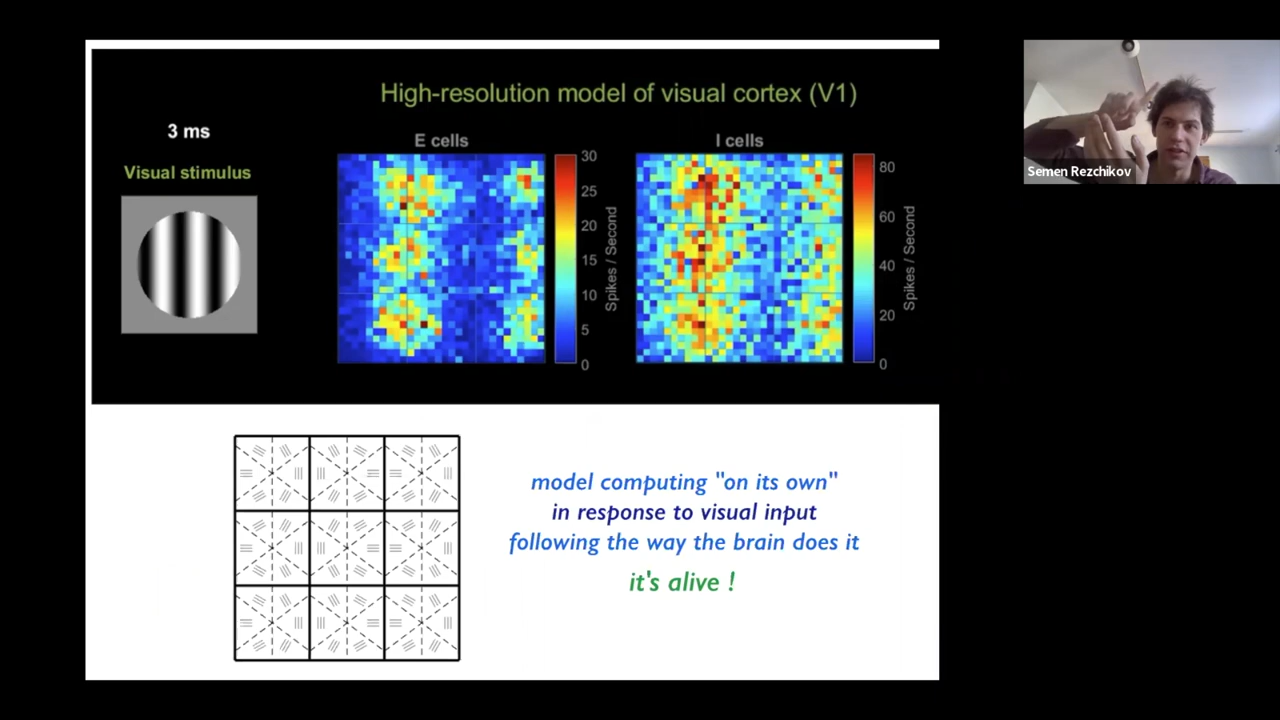 High-resolution model of visual cortex (V1)
3 ms
Visual stimulus
E cells
30
25
20
15
10
5
0
Spikes / Second
I cells
80
60
40
20
0
Spikes / Second
Semen Rezchikov
model computing "on its own"
in response to visual input
following the way the brain does it
it's alive !